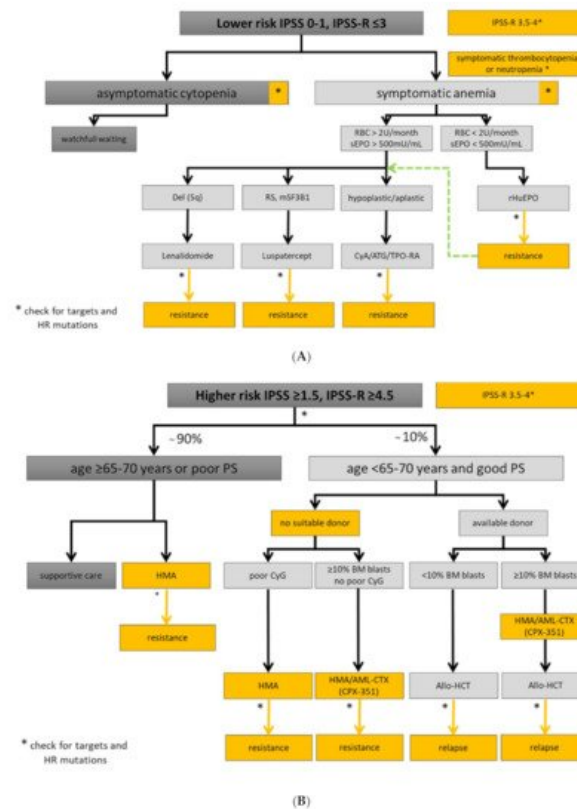 Lower risk IPSS 0-1, IPSS-R ≤3
IPSS-R 3.5-4*
symptomatic thrombocytopenia
or neutropenia *
asymptomatic cytopenia
*
symptomatic anemia
*
watchfull waiting
RBC > 2U/month
sEPO > 500mU/mL
RBC < 2U/month
sEPO < 500mU/mL
Del (5q)
RS, mSF3B1
hypoplastic/aplastic
rHuEPO
*
Lenalidomide
Luspatercept
CyA/ATG/TPO-RA
resistance
*
*
*
* check for targets and
HR mutations
resistance
resistance
resistance
(A)
Higher risk IPSS ≥1.5, IPSS-R ≥4.5
IPSS-R 3.5-4*
*
~90%
~10%
age ≥65-70 years or poor PS
age <65-70 years and good PS
no suitable donor
available donor
supportive care
HMA
poor CyG
≥10% BM blasts
no poor CyG
<10% BM blasts
≥10% BM blasts
*
resistance
HMA/AML-CTX
(CPX-351)
HMA
HMA/AML-CTX
(CPX-351)
Allo-HCT
Allo-HCT
*
*
*
*
* check for targets and
HR mutations
resistance
resistance
relapse
relapse
(B)